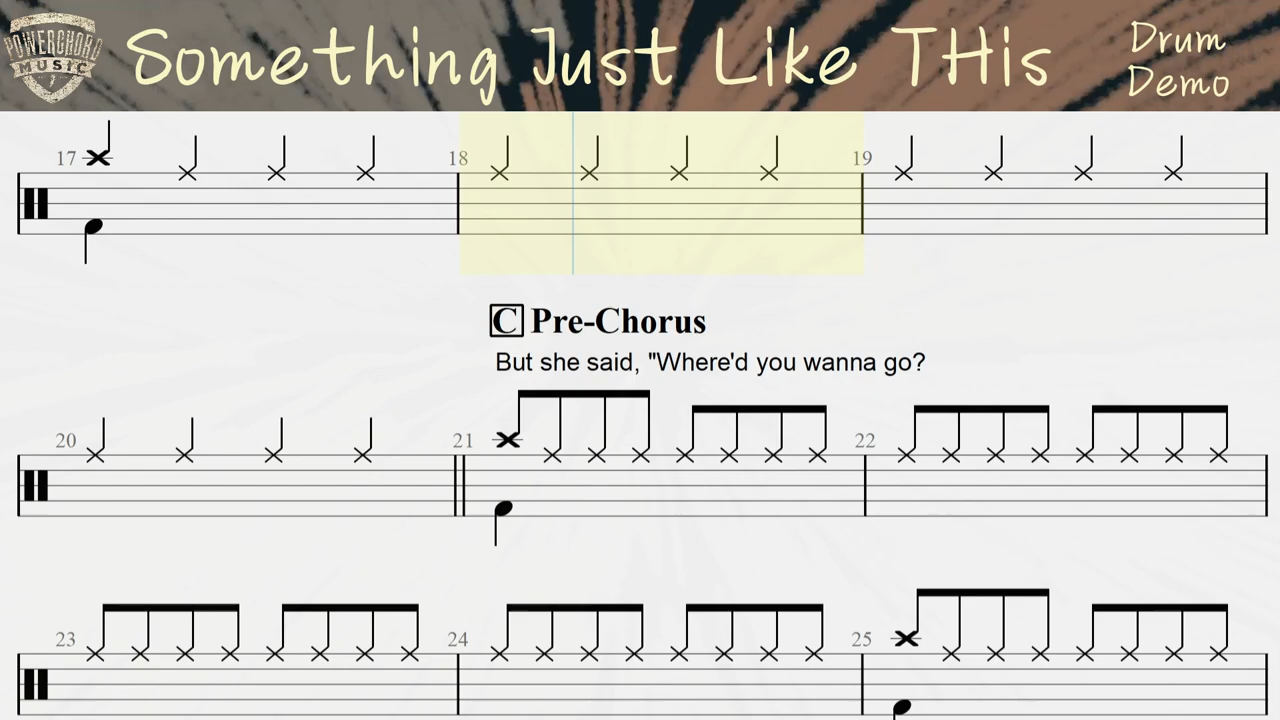 POWERCHORD
MUSIC
Something Just Like THis
Drum
Demo
17
18
19
C Pre-Chorus
But she said, "Where'd you wanna go?
20
21
22
23
24
25